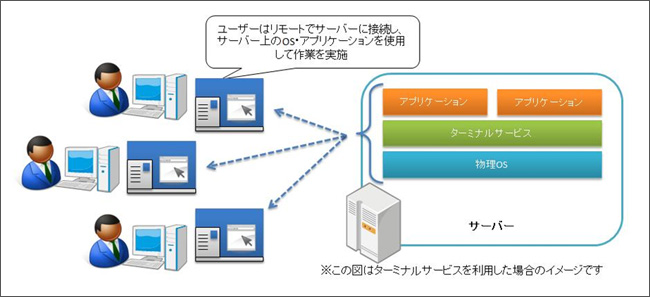 ユーザーはリモートでサーバーに接続し、
サーバー上のOS・アプリケーションを使用
して作業を実施
アプリケーション
アプリケーション
ターミナルサービス
物理OS
サーバー
※この図はターミナルサービスを利用した場合のイメージです